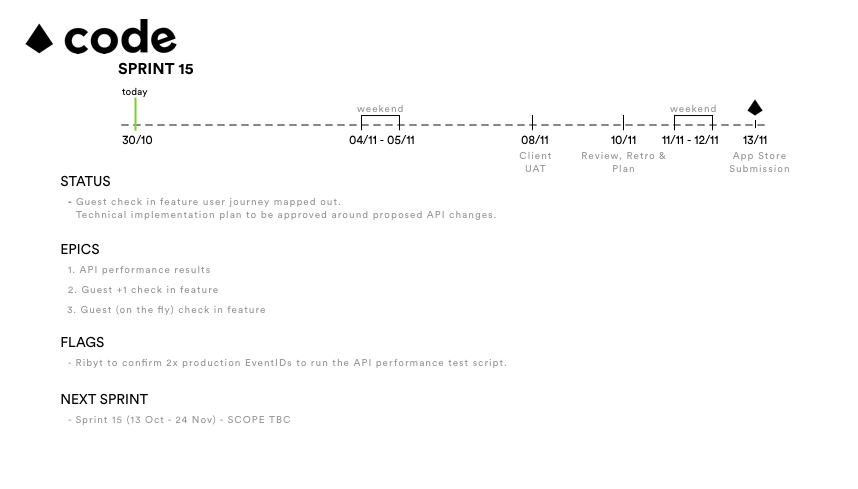 code
SPRINT 15
today
weekend
weekend
30/10
04/11 - 05/11
08/11
10/11
11/11 - 12/11
13/11
Client
UAT
Review, Retro &
Plan
App Store
Submission
STATUS
- Guest check in feature user journey mapped out.
Technical implementation plan to be approved around proposed API changes.
EPICS
1. API performance results
2. Guest +1 check in feature
3. Guest (on the fly) check in feature
FLAGS
- Ribyt to confirm 2x production EventIDs to run the API performance test script.
NEXT SPRINT
- Sprint 15 (13 Oct - 24 Nov) - SCOPE TBC